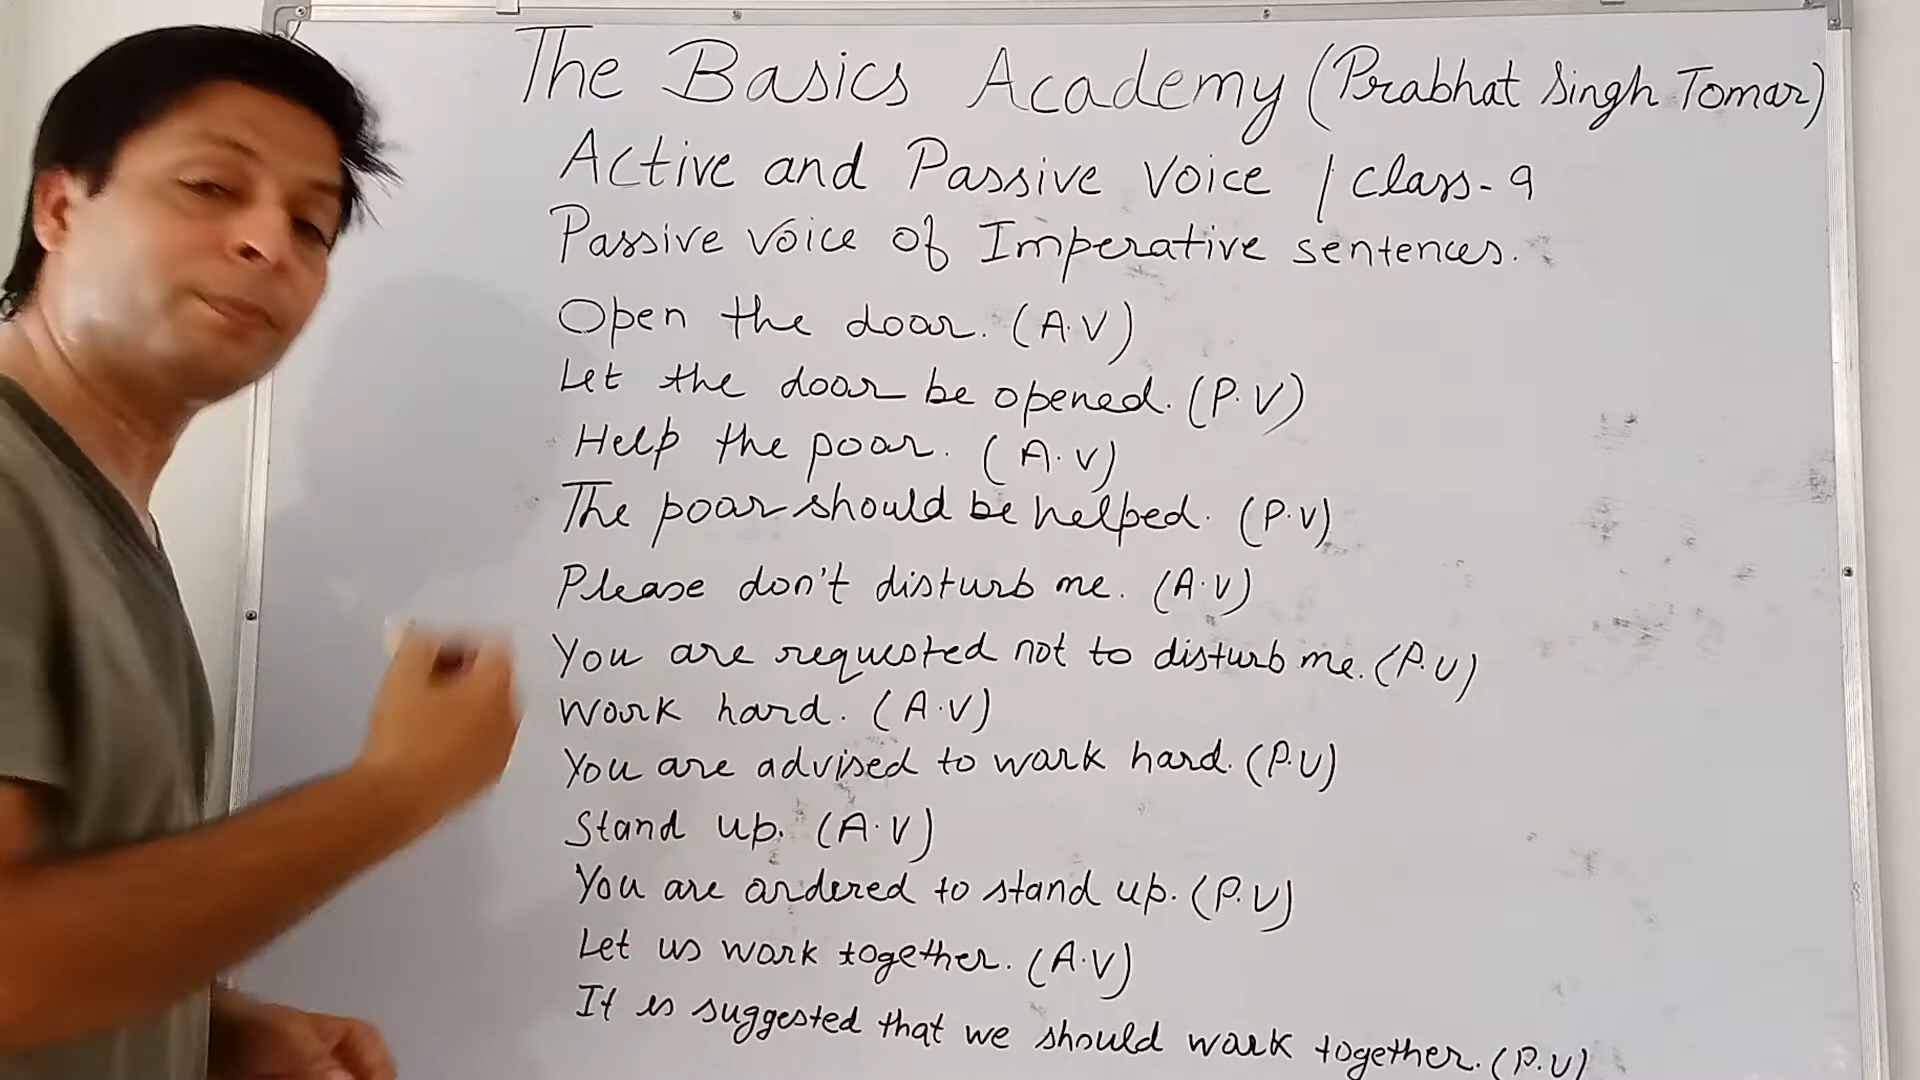 The Basics Academy (Prabhat Singh Tomar)
Active and Passive Voice / Class-9
Passive voice of Imperative sentences.
Open the door. (A.V)
Let the door be opened. (P.V)
Help the poor. (A.V)
The poor should be helped. (P.V)
Please don't disturb me. (A.V)
You are requested not to disturb me. (P.V)
Work hard. (A.V)
You are advised to work hard. (P.V)
Stand up. (A.V)
You are ordered to stand up. (P.V)
Let us work together. (A.V)
It is suggested that we should work together. (P.V)